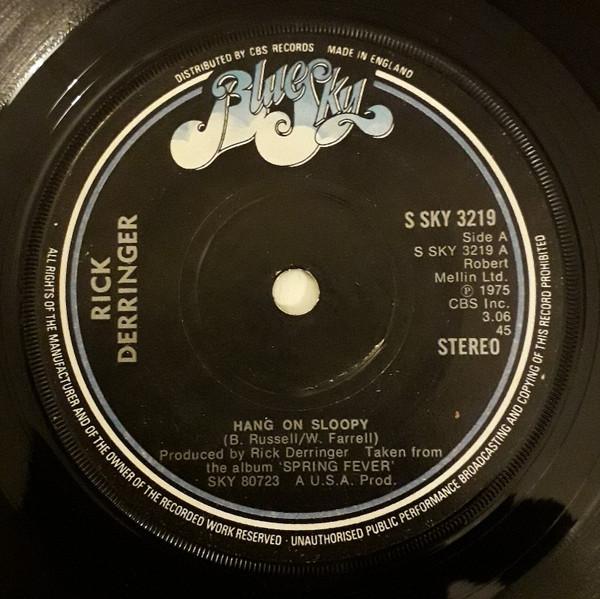 DISTRIBUTED BY CBS RECORDS MADE IN ENGLAND
Blue Sky
RICK
DERRINGER
S SKY 3219
Side A
S SKY 3219 A
Robert
Mellin Ltd.
℗ 1975
CBS Inc.
3.06
45
STEREO
HANG ON SLOOPY
(B. Russell/W. Farrell)
Produced by Rick Derringer Taken from
the album 'SPRING FEVER'
SKY 80723 A U.S.A. Prod.
ALL RIGHTS OF THE MANUFACTURER AND OF THE OWNER OF THE RECORDED WORK RESERVED · UNAUTHORISED PUBLIC PERFORMANCE BROADCASTING AND COPYING OF THIS RECORD PROHIBITED